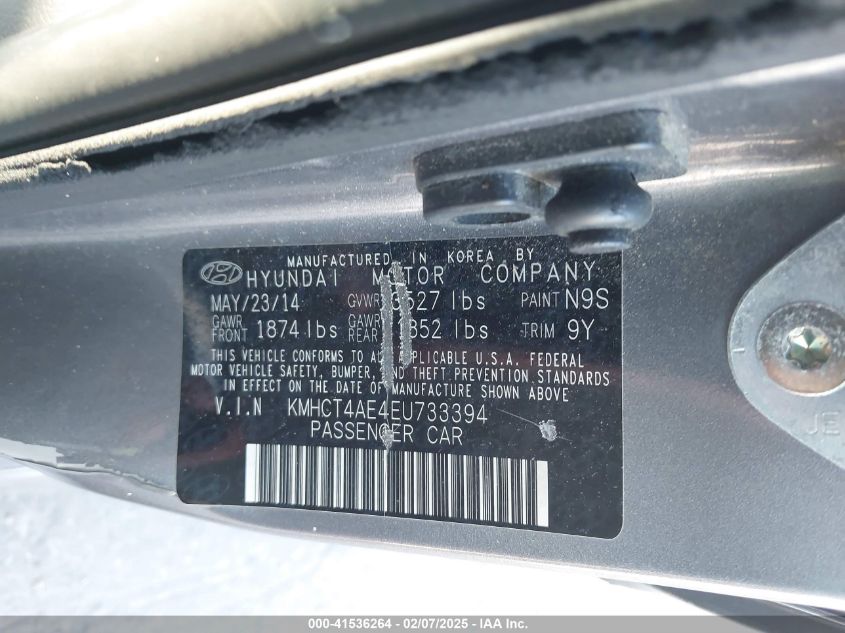 MANUFACTURED IN KOREA BY
HYUNDAI MOTOR COMPANY
MAY/23/14 GVWR 3527 lbs PAINT N9S
GAWR FRONT 1874 lbs GAWR REAR 1852 lbs TRIM 9Y
THIS VEHICLE CONFORMS TO ALL APPLICABLE U.S.A. FEDERAL
MOTOR VEHICLE SAFETY, BUMPER, AND THEFT PREVENTION STANDARDS
IN EFFECT ON THE DATE OF MANUFACTURE SHOWN ABOVE
V.I.N KMHCT4AE4EU733394
PASSENGER CAR
JE
000-41536264 - 02/07/2025 - IAA Inc.